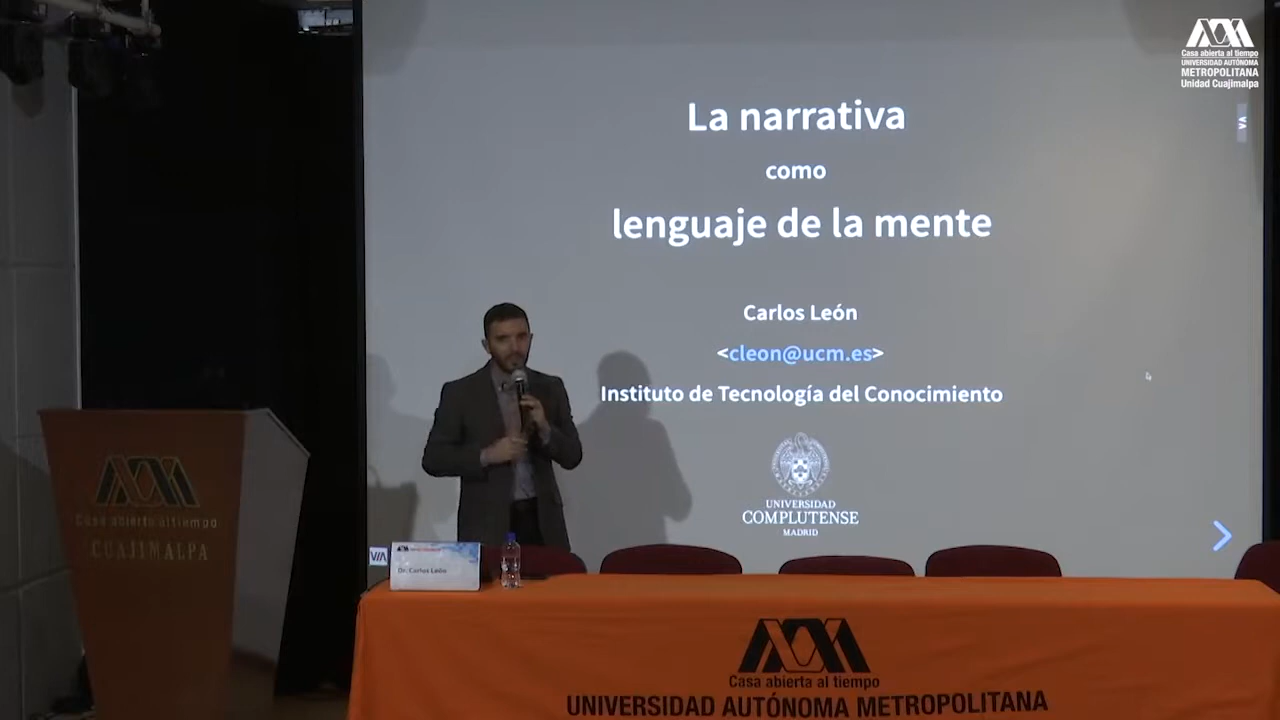 Casa abierta al tiempo
UNIVERSIDAD AUTÓNOMA
METROPOLITANA
Unidad Cuajimalpa
La narrativa
como
lenguaje de la mente
Carlos León
<cleon@ucm.es>
Instituto de Tecnología del Conocimiento
UNIVERSIDAD
COMPLUTENSE
MADRID
Casa abierta al tiempo
CUAJIMALPA
Dr. Carlos León
Casa abierta al tiempo
UNIVERSIDAD AUTÓNOMA METROPOLITANA